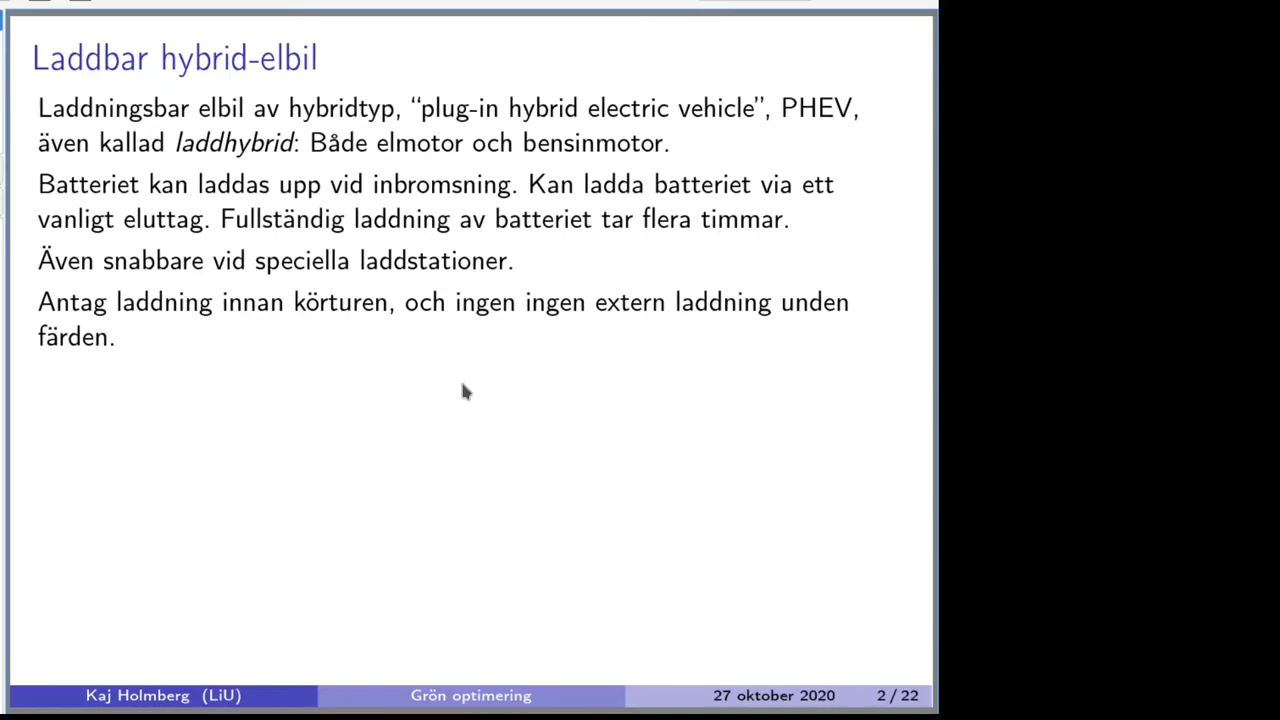 Laddbar hybrid-elbil
Laddningsbar elbil av hybridtyp, “plug-in hybrid electric vehicle”, PHEV,
även kallad laddhybrid: Både elmotor och bensinmotor.
Batteriet kan laddas upp vid inbromsning. Kan ladda batteriet via ett
vanligt eluttag. Fullständig laddning av batteriet tar flera timmar.
Även snabbare vid speciella laddstationer.
Antag laddning innan körturen, och ingen ingen extern laddning unden
färden.
Kaj Holmberg (LiU) Grön optimering 27 oktober 2020 2 / 22